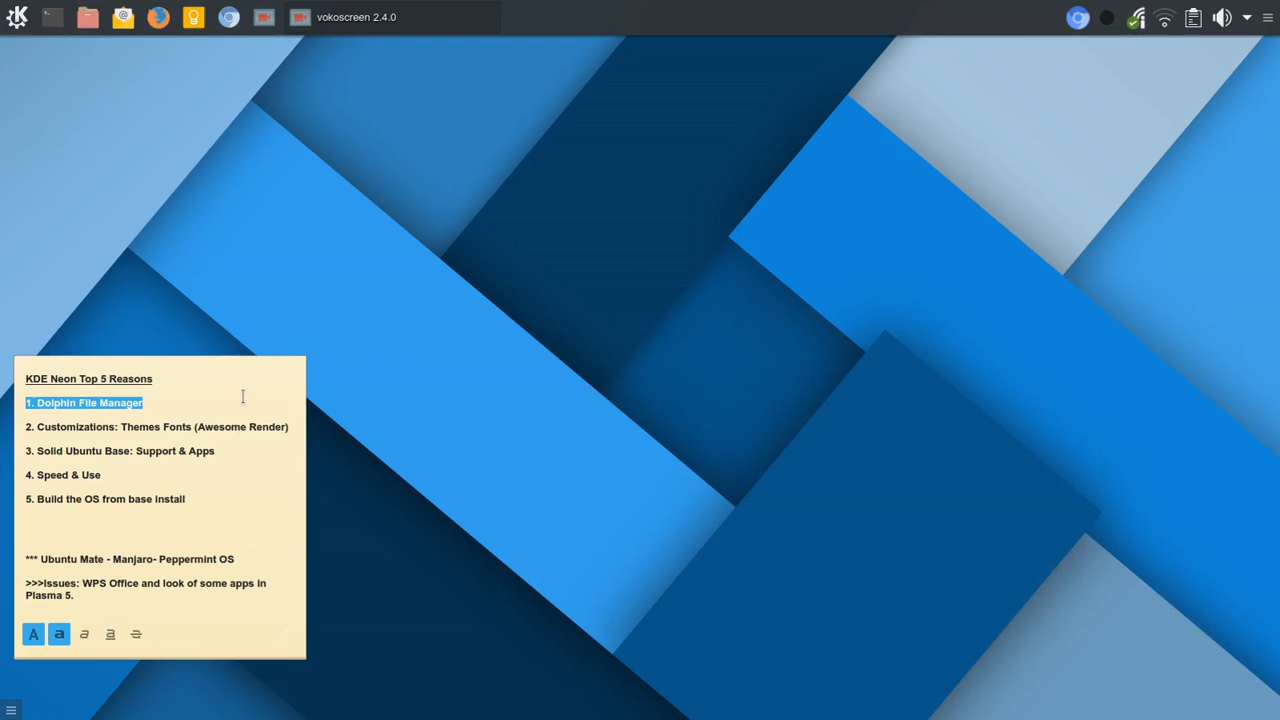 vokoscreen 2.4.0
KDE Neon Top 5 Reasons
1. Dolphin File Manager
2. Customizations: Themes Fonts (Awesome Render)
3. Solid Ubuntu Base: Support & Apps
4. Speed & Use
5. Build the OS from base install
*** Ubuntu Mate - Manjaro- Peppermint OS
>>>Issues: WPS Office and look of some apps in
Plasma 5.
A a a a a